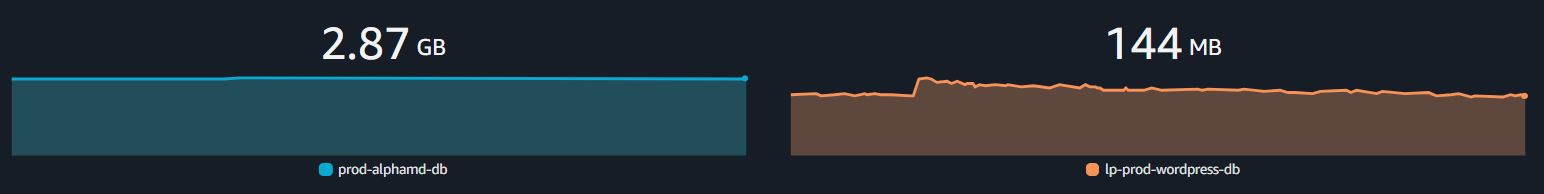 2.87 GB
prod-alphamd-db
144 MB
lp-prod-wordpress-db